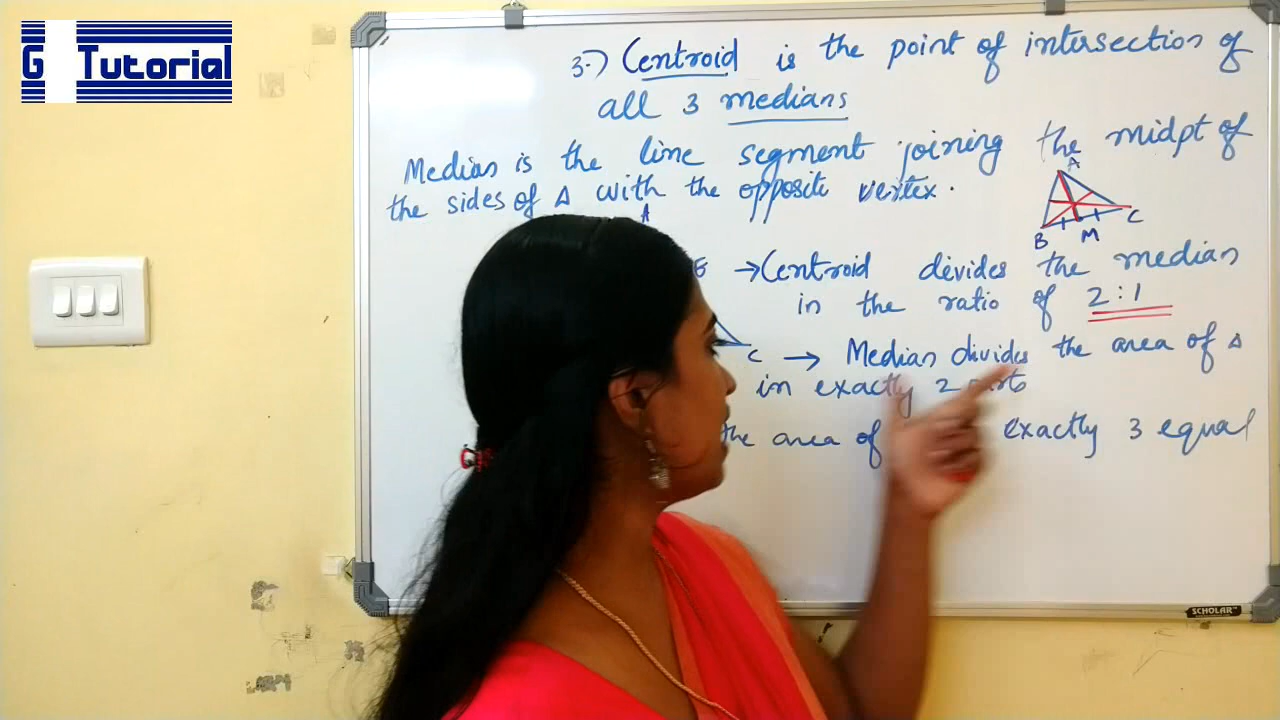 G Tutorial
3.) Centroid is the point of intersection of
all 3 medians
Median is the line segment joining the midpt of
the sides of Δ with the opposite vertex.
A
B M C
A
E
C
→ Centroid divides the median
in the ratio of 2:1
→ Median divides the area of Δ
in exactly 2 parts
the area of exactly 3 equal
SCHOLAR